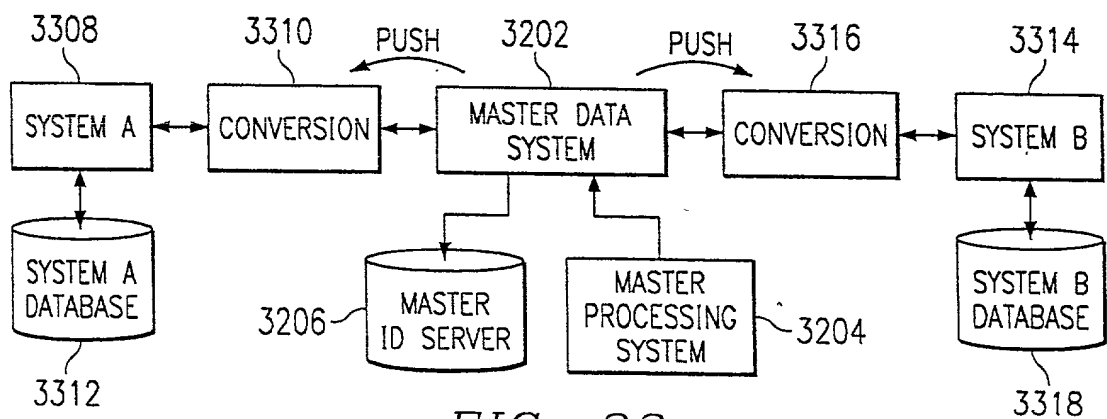 3308
3310
PUSH
3202
PUSH
3316
3314
SYSTEM A
CONVERSION
MASTER DATA
SYSTEM
CONVERSION
SYSTEM B
SYSTEM A
DATABASE
3206
MASTER
ID SERVER
MASTER
PROCESSING
SYSTEM
3204
SYSTEM B
DATABASE
3312
3318